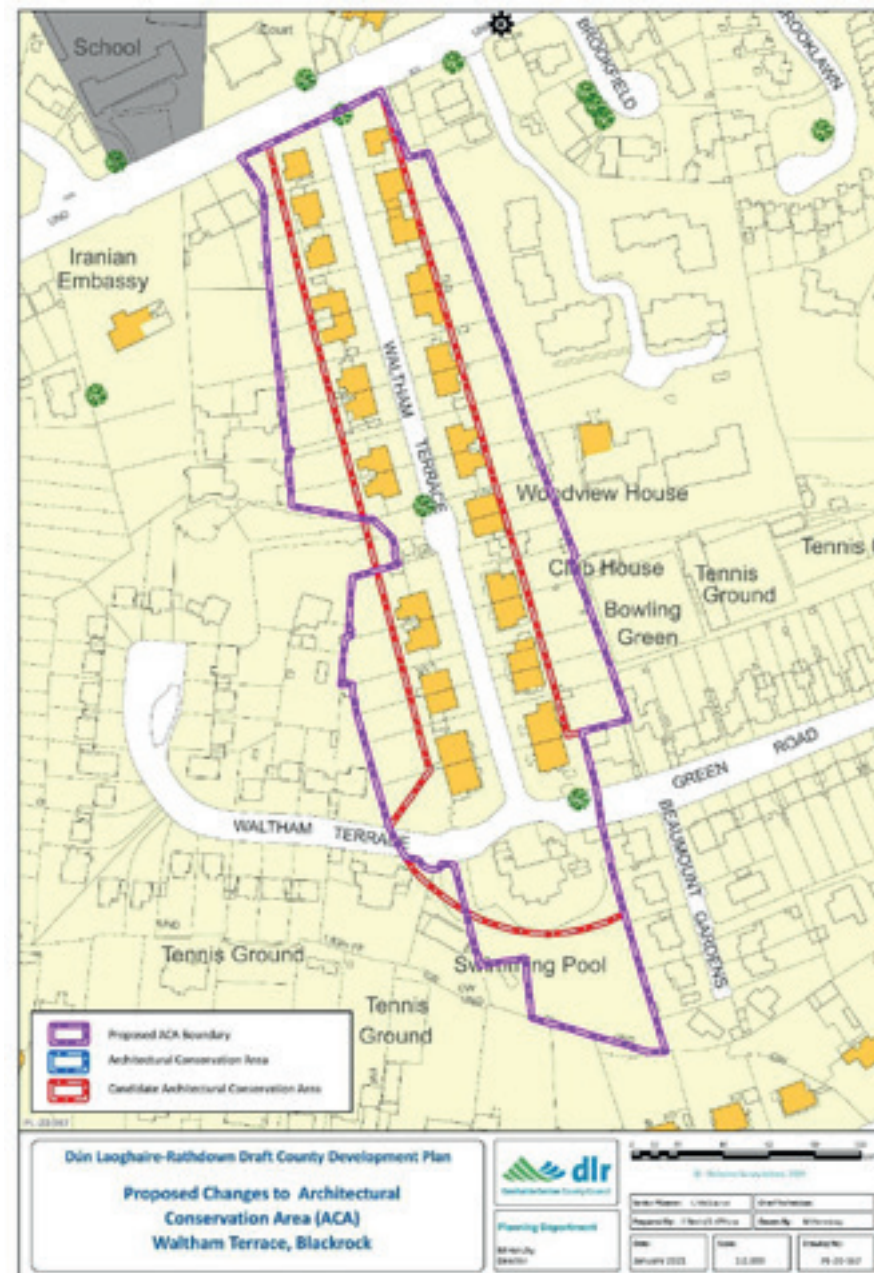 School
Court
BROOKFIELD
BROOKLAWN
Iranian
Embassy
WALTHAM TERRACE
Woodview House
Club House
Tennis
Ground
Bowling
Green
GREEN ROAD
BEAUMOUNT GARDENS
WALTHAM TERRACE
Swimming Pool
Tennis Ground
Tennis
Ground
Proposed ACA Boundary
Architectural Conservation Area
Candidate Architectural Conservation Area
Dún Laoghaire-Rathdown Draft County Development Plan
Proposed Changes to Architectural
Conservation Area (ACA)
Waltham Terrace, Blackrock
dlr
Planning Department
January 2021